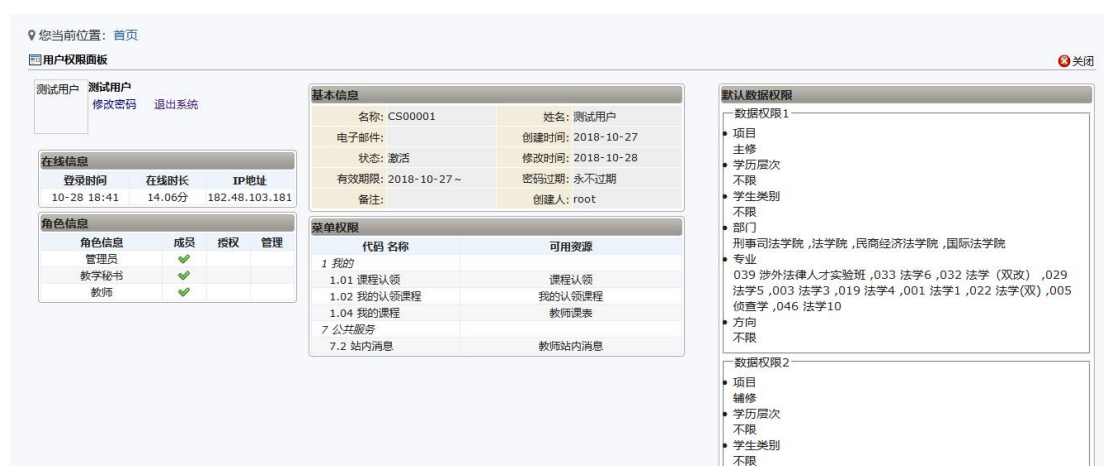 您当前位置: 首页
用户权限面板
关闭
测试用户
测试用户
修改密码 退出系统
在线信息
登录时间 在线时长 IP地址
10-28 18:41 14.06分 182.48.103.181
角色信息
角色信息 成员 授权 管理
管理员
教学秘书
教师
基本信息
名称: CS00001 姓名: 测试用户
电子部件: 创建时间: 2018-10-27
状态: 激活 修改时间: 2018-10-28
有效期限: 2018-10-27~ 密码过期: 永不过期
备注: 创建人: root
菜单权限
代码 名称 可用资源
1 我的
1.01 课程认领 课程认领
1.02 我的认领课程 我的认领课程
1.04 我的课程 教师课表
7 公共服务
7.2 站内消息 教师站内消息
默认数据权限
数据权限1
项目
主修
学历层次
不限
学生类别
不限
部门
刑事司法学院 ,法学院 ,民商经济法学院 ,国际法学院
专业
039 涉外法律人才实验班 ,033 法学6 ,032 法学（双改） ,029
法学5 ,003 法学3 ,019 法学4 ,001 法学1 ,022 法学(双) ,005
侦查学 ,046 法学10
方向
不限
数据权限2
项目
辅修
学历层次
不限
学生类别
不限